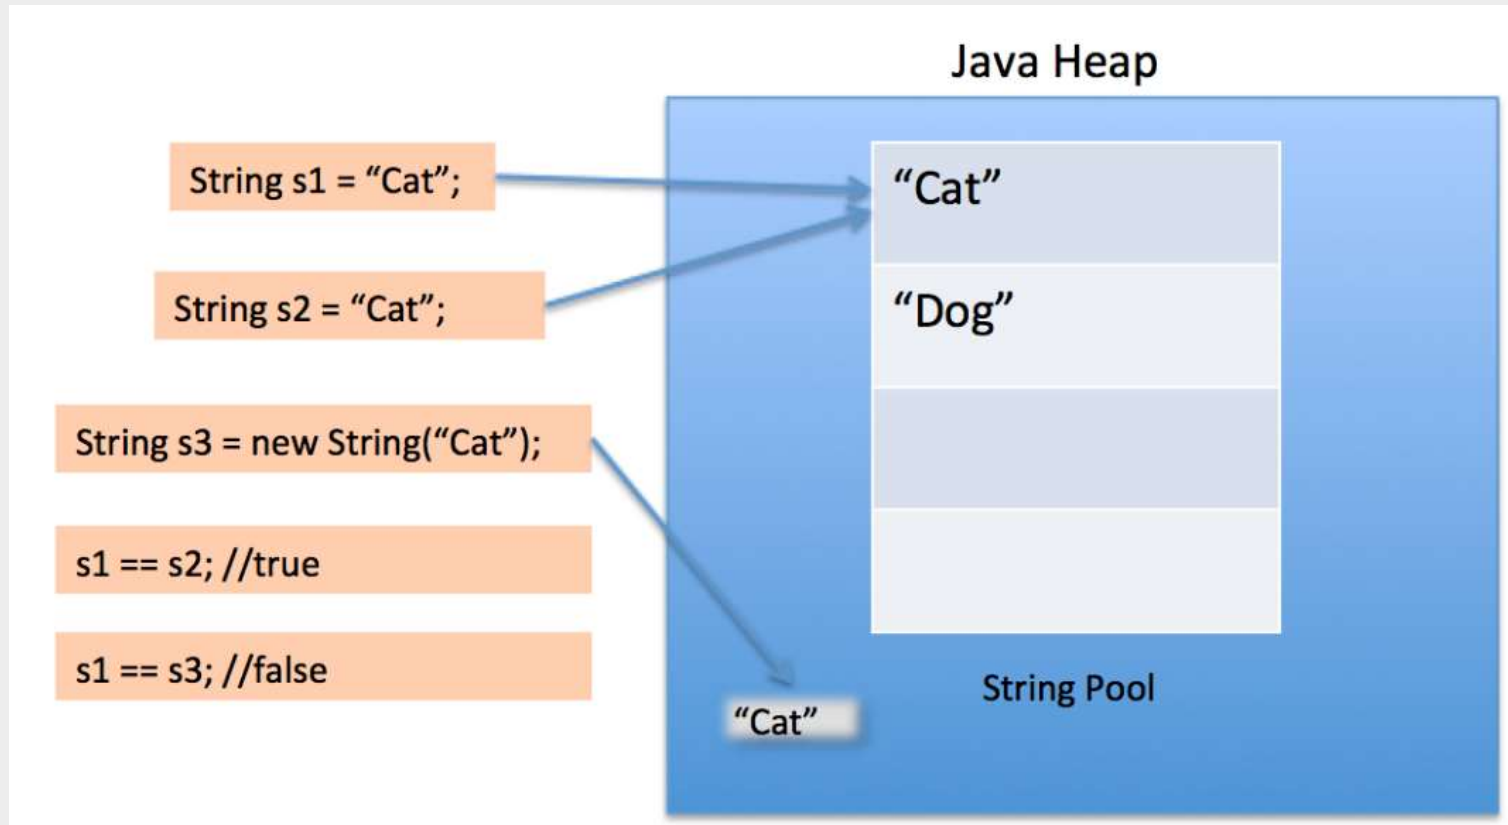 Java Heap
String s1 = “Cat”;
“Cat”
String s2 = “Cat”;
“Dog”
String s3 = new String(“Cat”);
s1 == s2; //true
s1 == s3; //false
String Pool
“Cat”